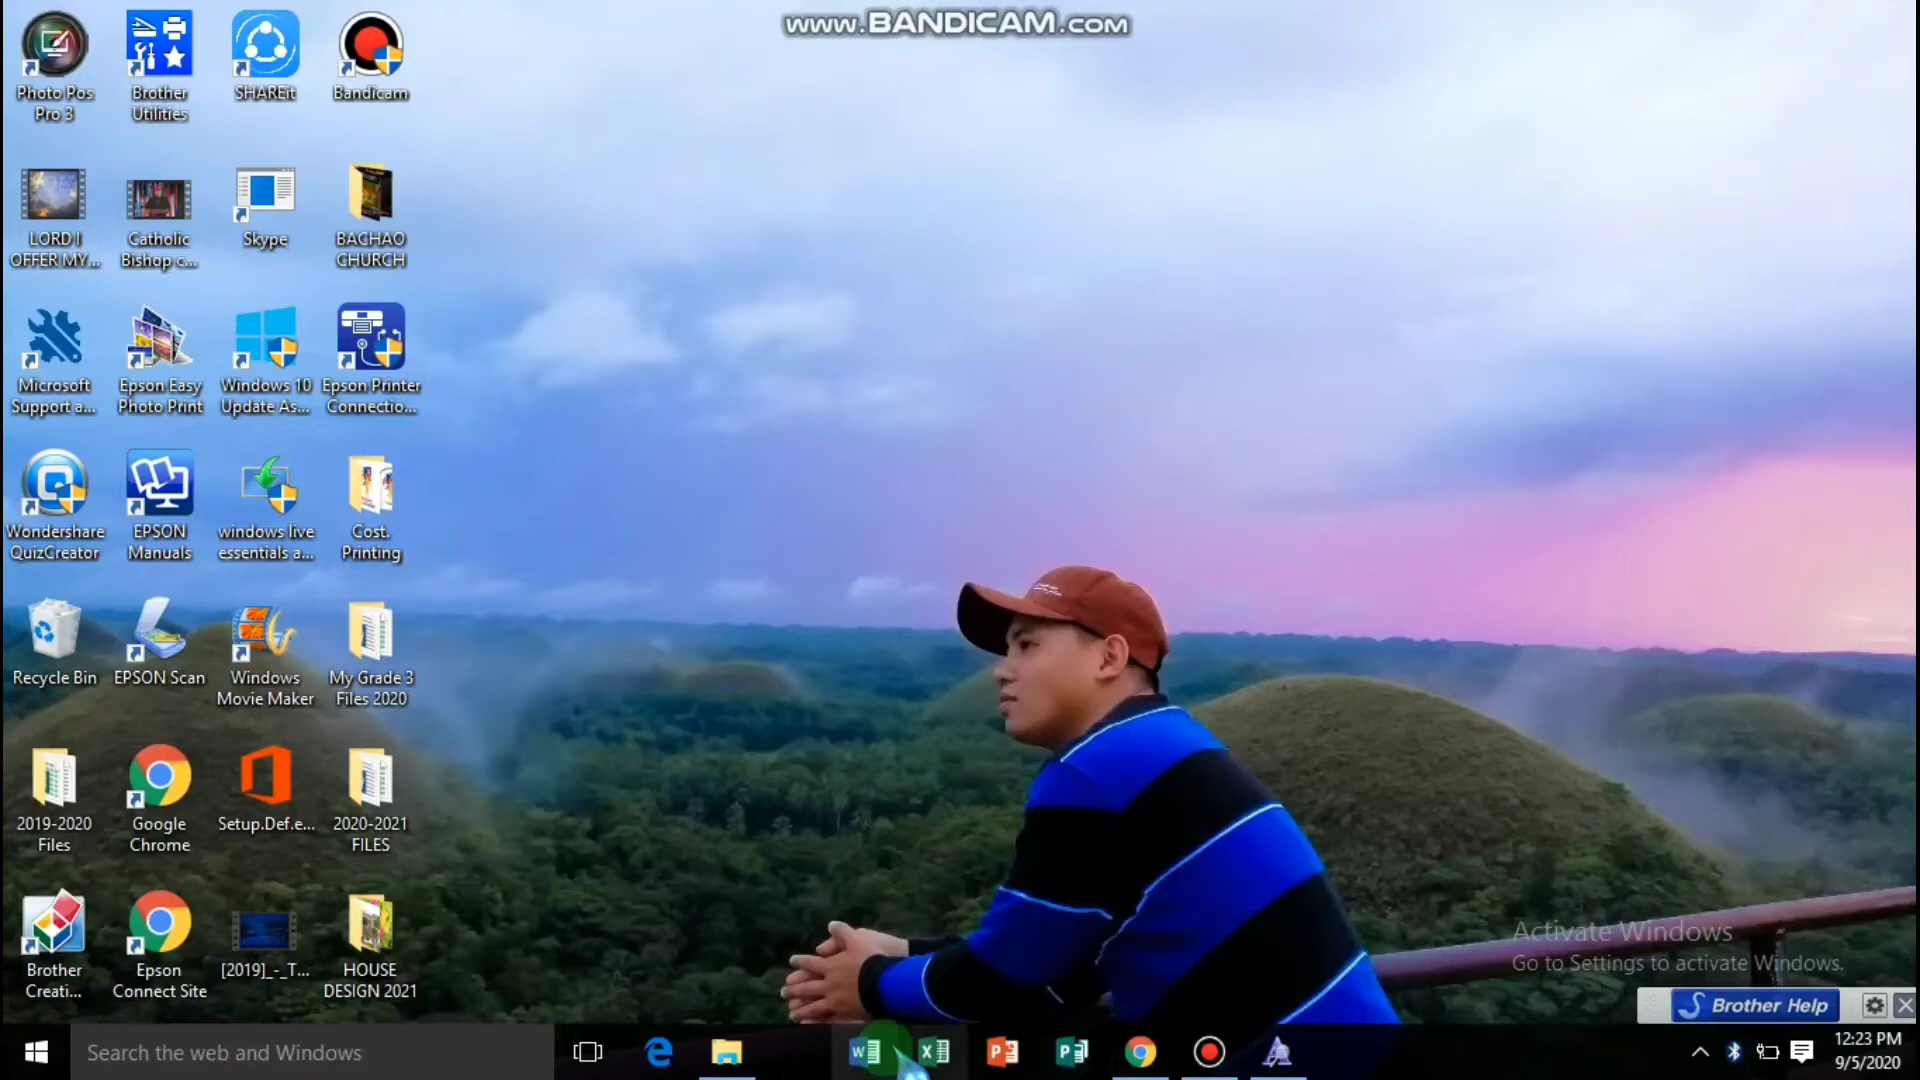 www.BANDICAM.com
Photo Pos
Pro 3
Brother
Utilities
SHAREit
Bandicam
LORD I
OFFER MY...
Catholic
Bishop c...
Skype
BACHAO
CHURCH
Microsoft
Support a...
Epson Easy
Photo Print
Windows 10
Update As...
Epson Printer
Connectio...
Wondershare
QuizCreator
EPSON
Manuals
windows live
essentials a...
Cost.
Printing
Recycle Bin
EPSON Scan
Windows
Movie Maker
My Grade 3
Files 2020
2019-2020
Files
Google
Chrome
Setup.Def.e...
2020-2021
FILES
Brother
Creati...
Epson
Connect Site
[2019]_-_T...
HOUSE
DESIGN 2021
Activate Windows
Go to Settings to activate Windows.
Brother Help
Search the web and Windows
12:23 PM
9/5/2020